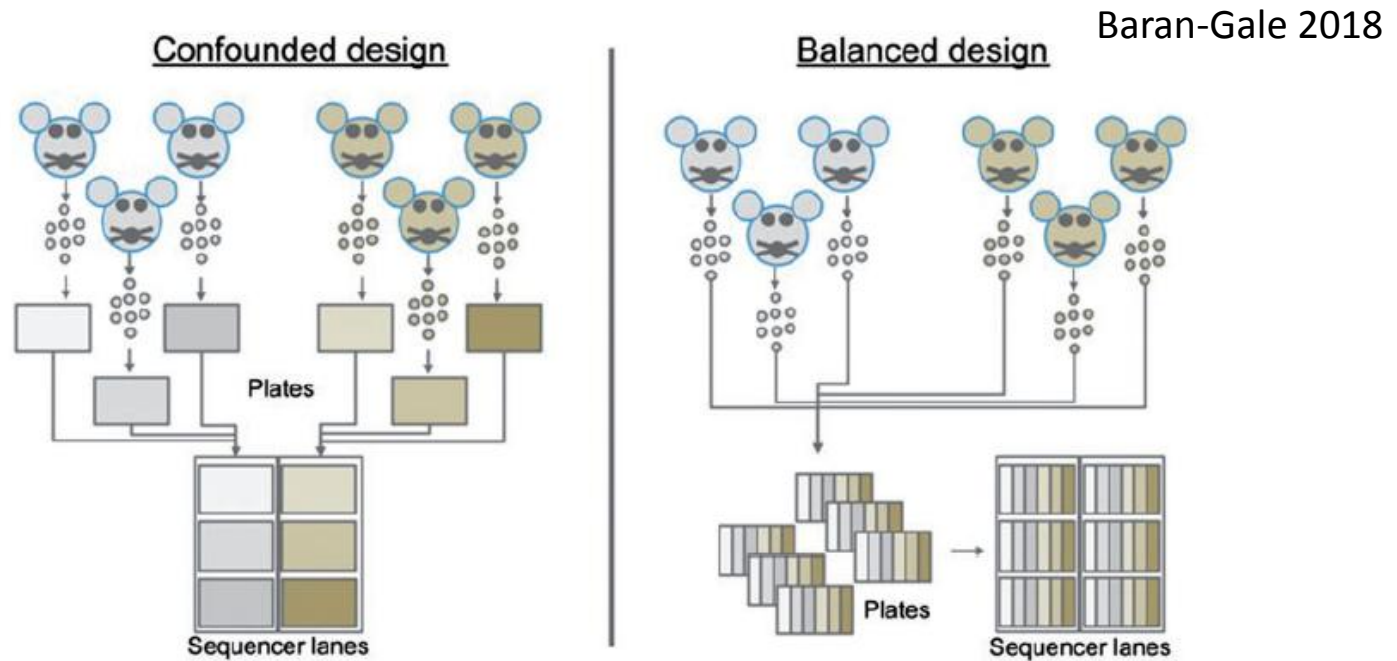 Baran-Gale 2018
Confounded design
Balanced design
Plates
Sequencer lanes
Plates
Sequencer lanes